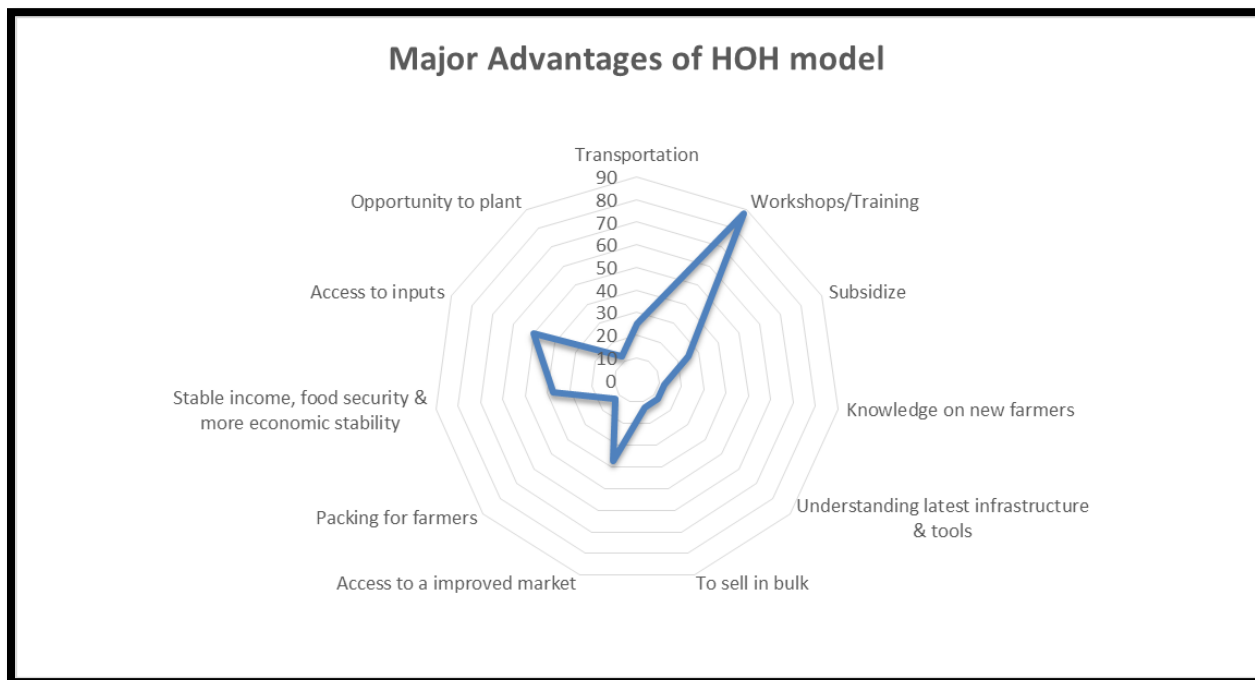 Major Advantages of HOH model
Transportation
90
80
70
60
50
40
30
20
10
0
Workshops/Training
Subsidize
Knowledge on new farmers
Understanding latest infrastructure
& tools
To sell in bulk
Access to a improved market
Packing for farmers
Stable income, food security &
more economic stability
Access to inputs
Opportunity to plant